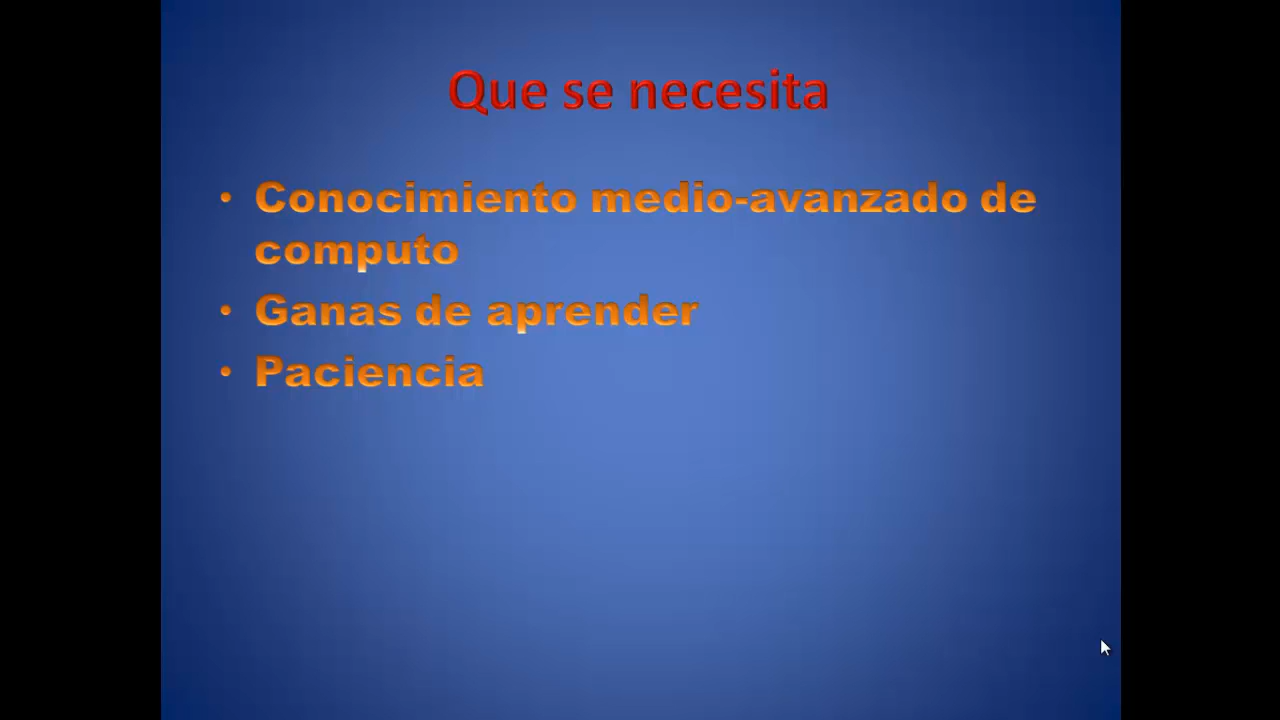 Que se necesita
• Conocimiento medio-avanzado de
computo
• Ganas de aprender
• Paciencia